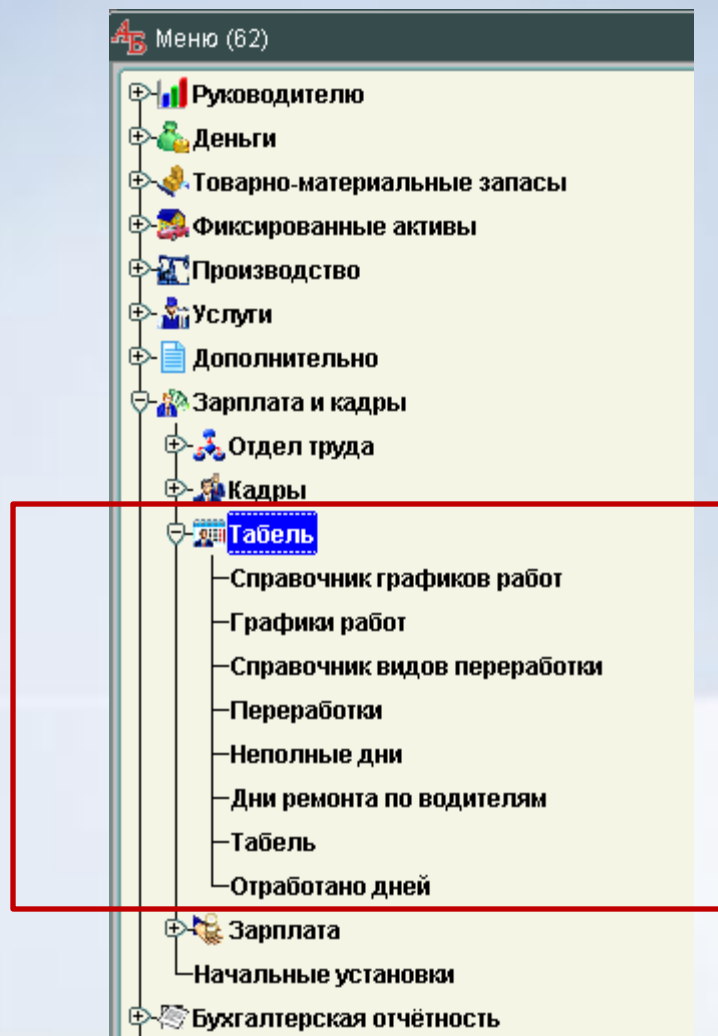 АБ Меню (62)
Руководителю
Деньги
Товарно-материальные запасы
Фиксированные активы
Производство
Услуги
Дополнительно
Зарплата и кадры
Отдел труда
Кадры
Табель
Справочник графиков работ
Графики работ
Справочник видов переработки
Переработки
Неполные дни
Дни ремонта по водителям
Табель
Отработано дней
Зарплата
Начальные установки
Бухгалтерская отчётность